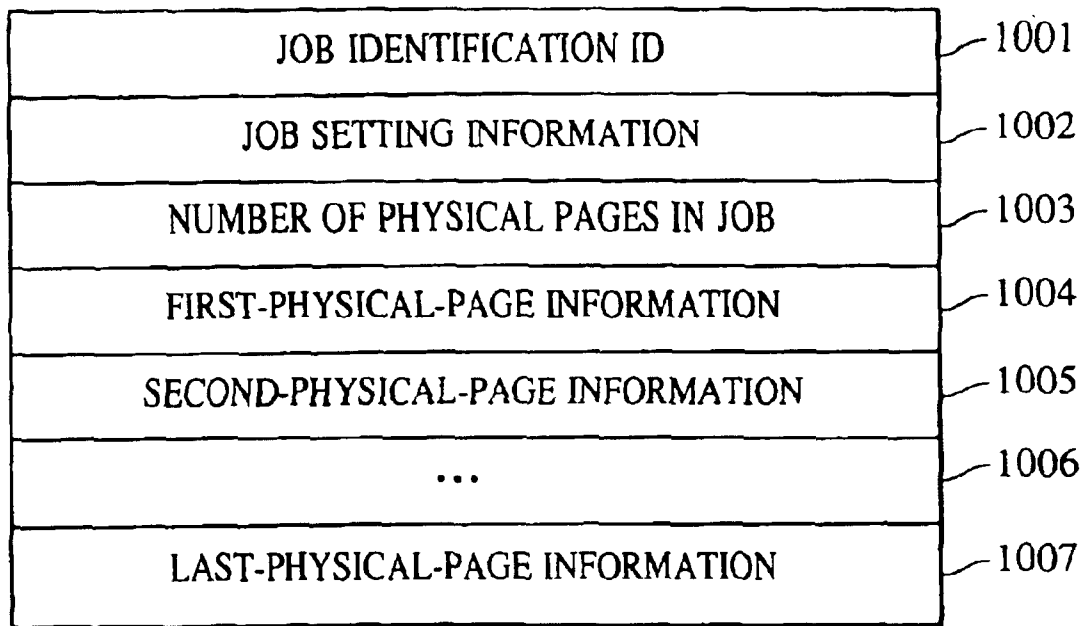 JOB IDENTIFICATION ID 1001
JOB SETTING INFORMATION 1002
NUMBER OF PHYSICAL PAGES IN JOB 1003
FIRST-PHYSICAL-PAGE INFORMATION 1004
SECOND-PHYSICAL-PAGE INFORMATION 1005
... 1006
LAST-PHYSICAL-PAGE INFORMATION 1007